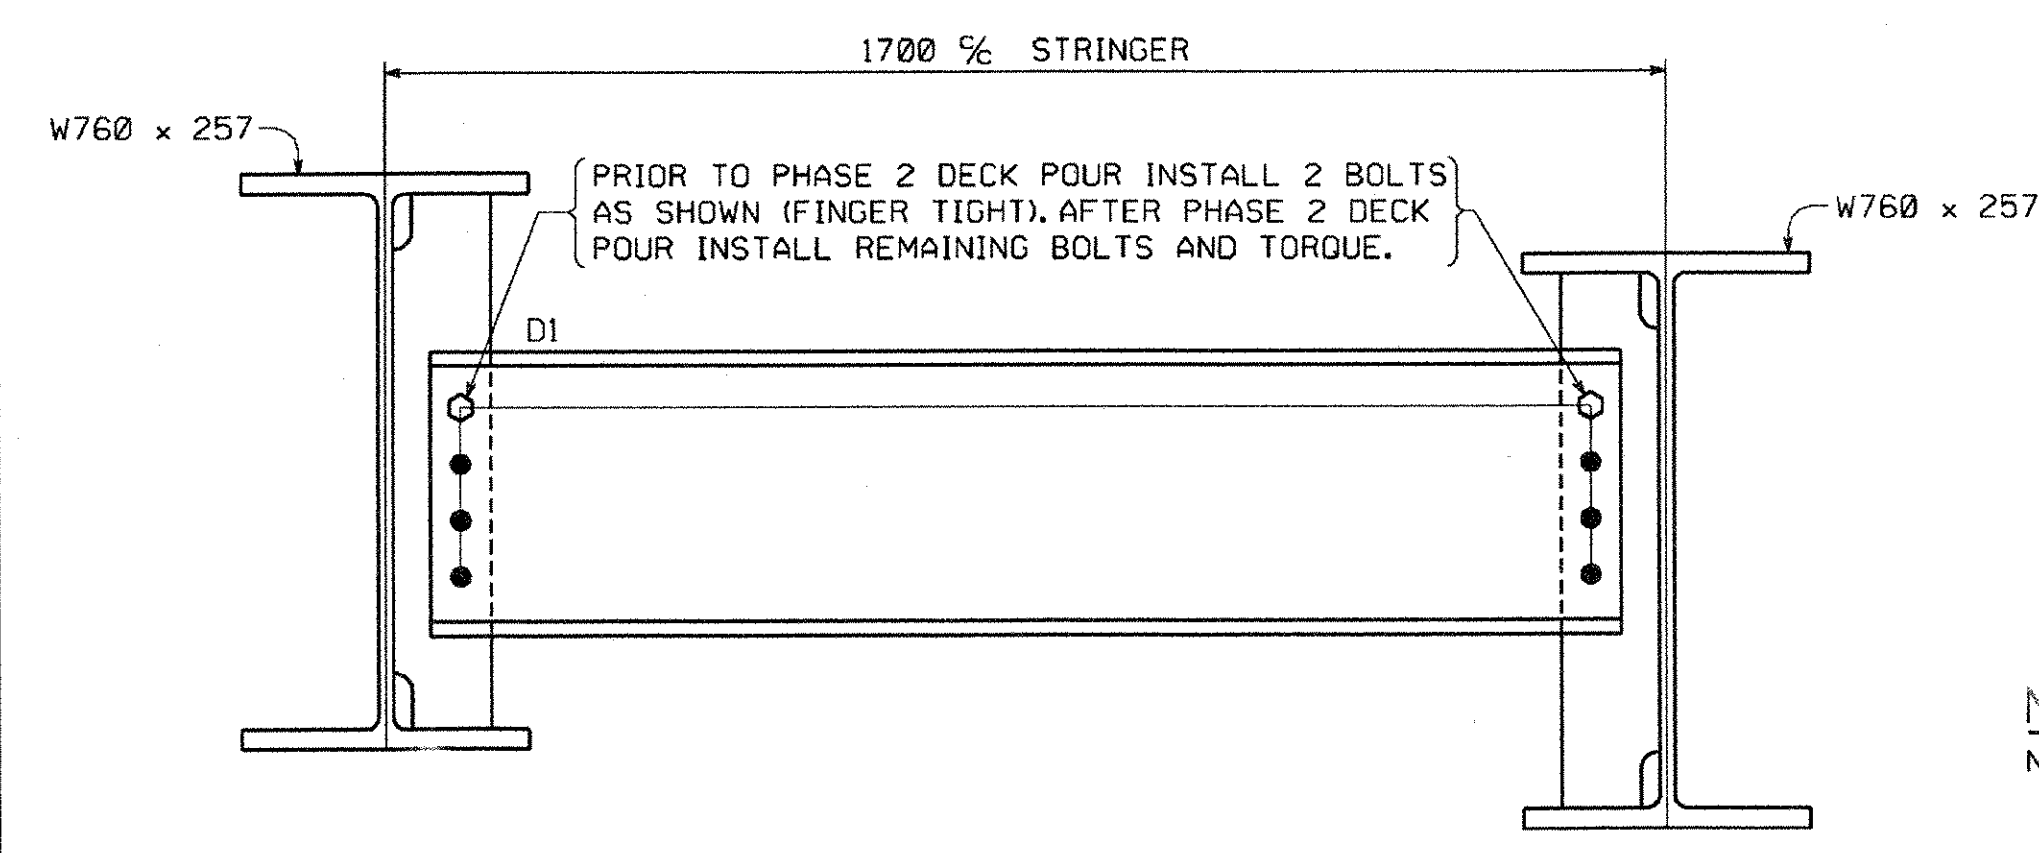 1700 ℄ STRINGER
W760 x 257
PRIOR TO PHASE 2 DECK POUR INSTALL 2 BOLTS
AS SHOWN (FINGER TIGHT). AFTER PHASE 2 DECK
POUR INSTALL REMAINING BOLTS AND TORQUE.
W760 x 257
D1